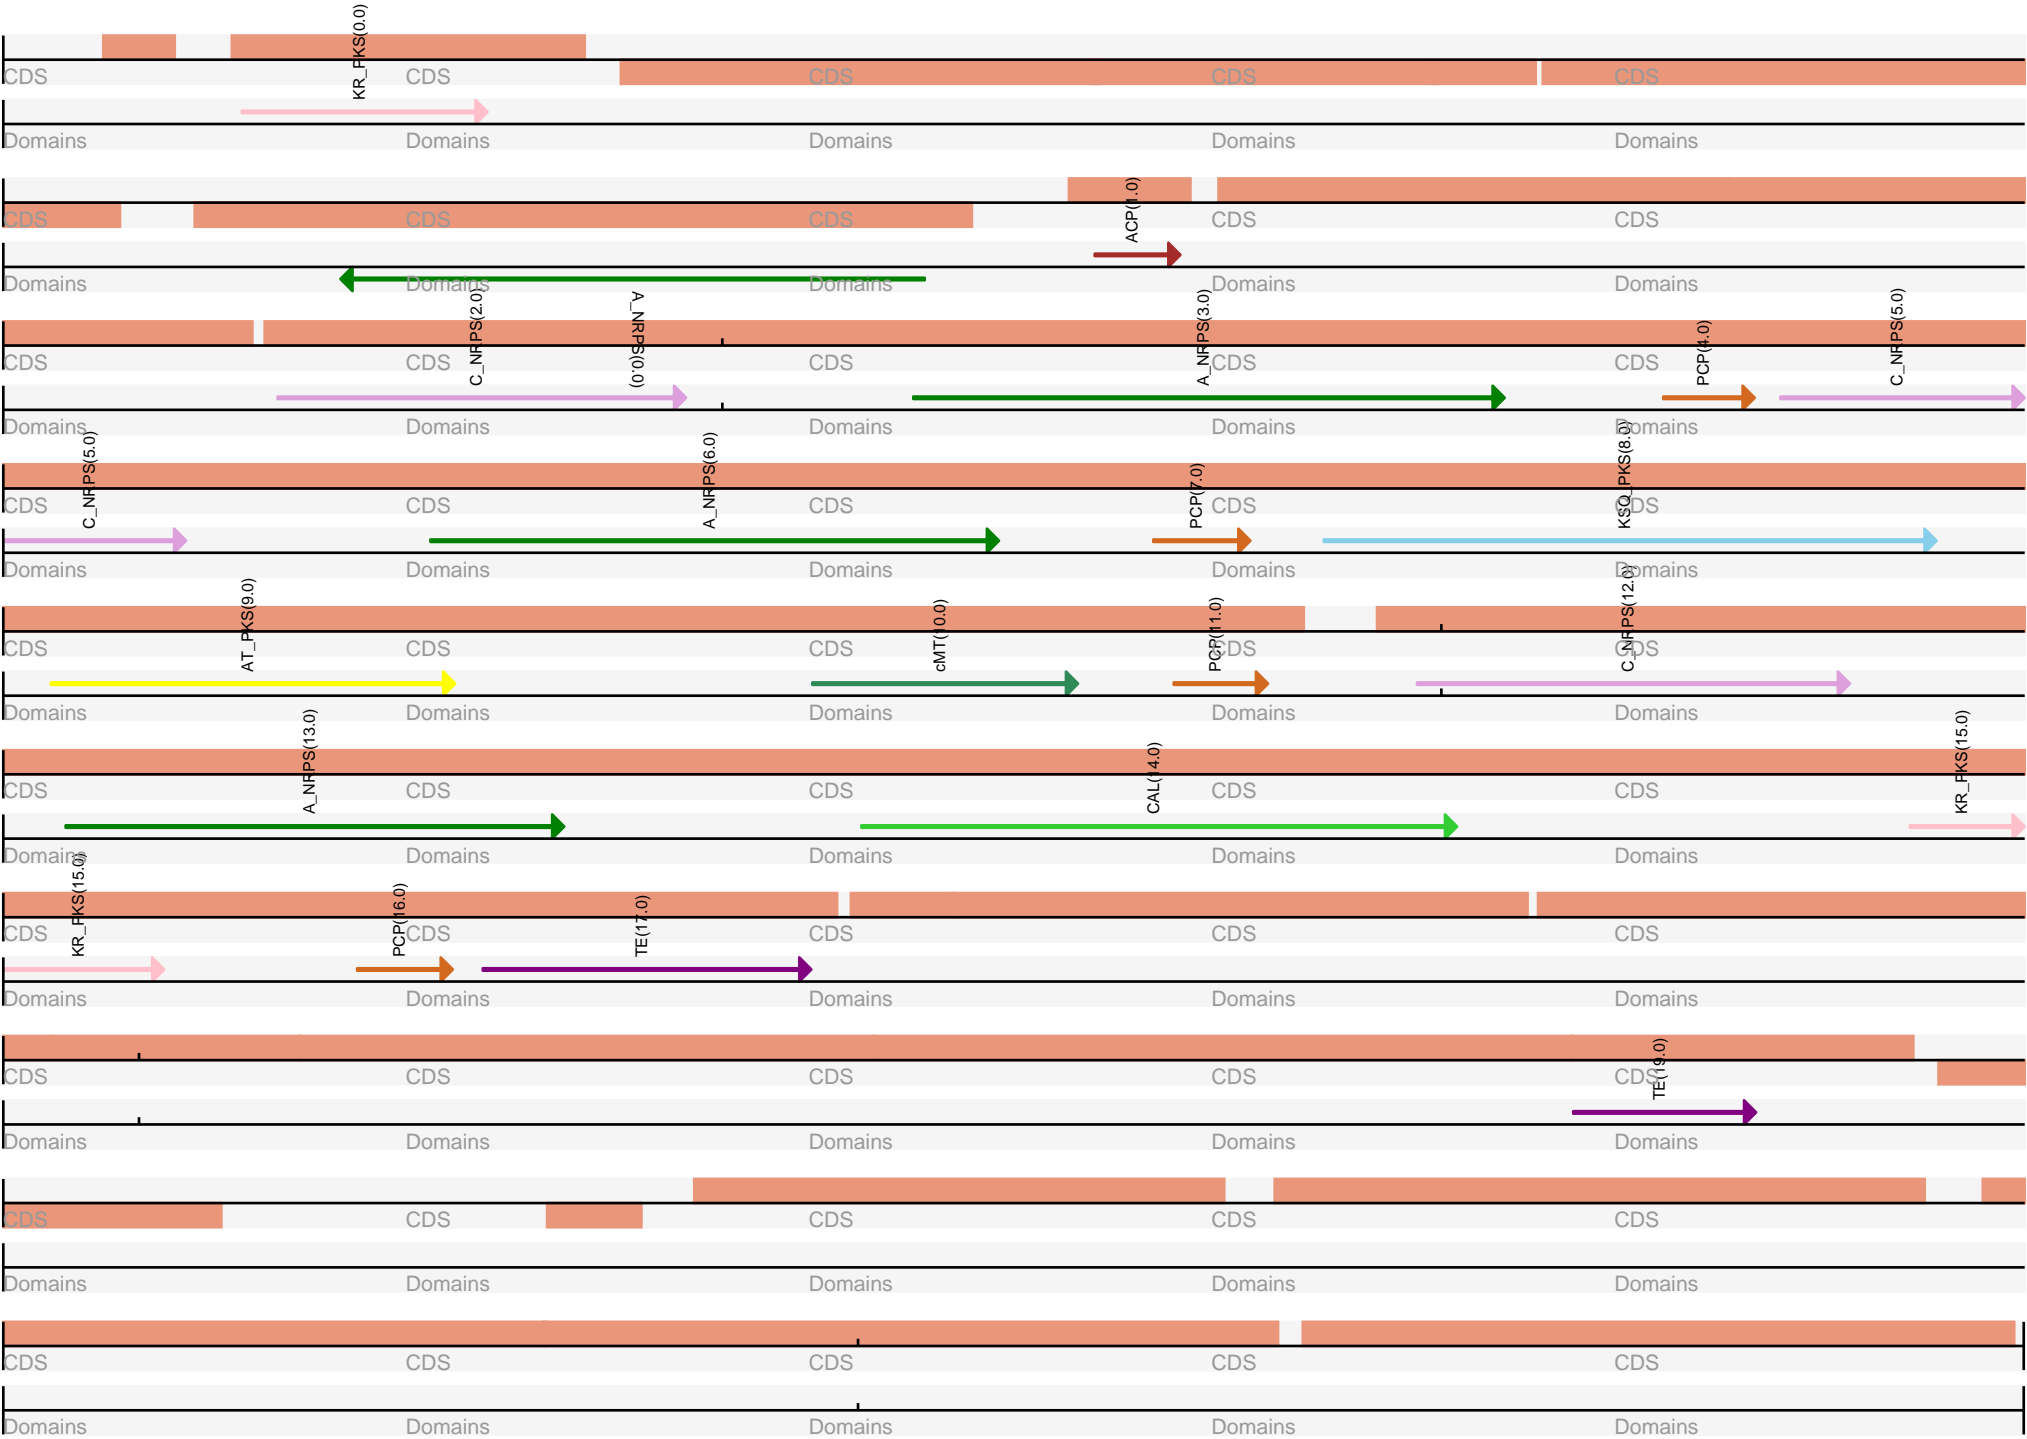 KR_PKS(0.0)
CDS CDS CDS CDS CDS
Domains Domains Domains Domains Domains
ACP(1.0)
CDS CDS CDS CDS CDS
Domains Domains Domains Domains Domains
C_NRPS(2.0) A_NRPS(0.0) A_NRPS(3.0) PCP(4.0) C_NRPS(5.0)
CDS CDS CDS CDS CDS
Domains Domains Domains Domains Domains
C_NRPS(5.0) A_NRPS(6.0) PCP(7.0) KSQ_PKS(8.0)
CDS CDS CDS CDS CDS
Domains Domains Domains Domains Domains
AT_PKS(9.0) cMT(10.0) PCP(11.0) C_NRPS(12.0)
CDS CDS CDS CDS CDS
Domains Domains Domains Domains Domains
A_NRPS(13.0) CAL(14.0) KR_PKS(15.0)
CDS CDS CDS CDS CDS
Domains Domains Domains Domains Domains
KR_PKS(15.0) PCP(16.0) TE(17.0)
CDS CDS CDS CDS CDS
Domains Domains Domains Domains Domains
TE(19.0)
CDS CDS CDS CDS CDS
Domains Domains Domains Domains Domains
CDS CDS CDS CDS CDS
Domains Domains Domains Domains Domains
CDS CDS CDS CDS CDS
Domains Domains Domains Domains Domains